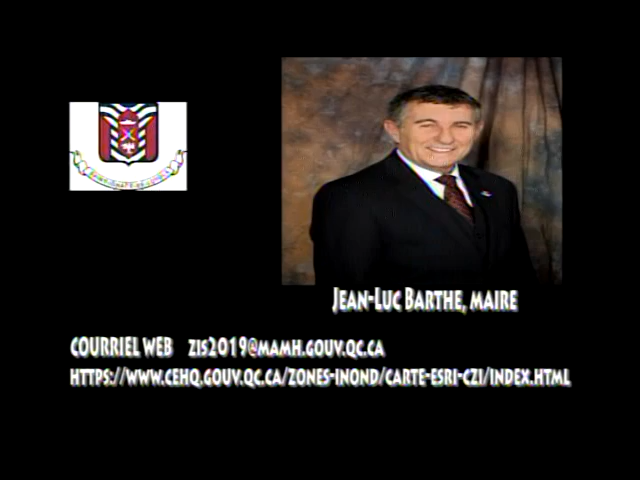 Jean-Luc Barthe, maire
COURRIEL WEB zis2019@mamh.gouv.qc.ca
https://www.cehq.gouv.qc.ca/zones-inond/carte-esri-czi/index.html